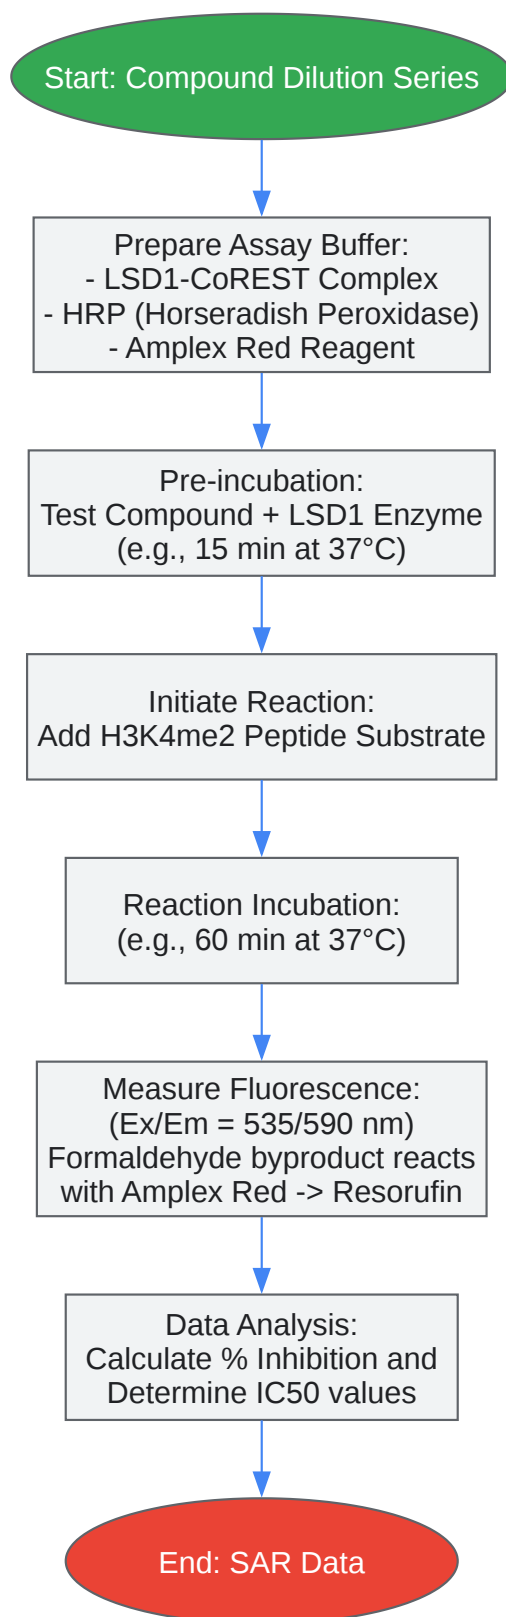 Start: Compound Dilution Series
Prepare Assay Buffer:
- LSD1-CoREST Complex
- HRP (Horseradish Peroxidase)
- Amplex Red Reagent
Pre-incubation:
Test Compound + LSD1 Enzyme
(e.g., 15 min at 37°C)
Initiate Reaction:
Add H3K4me2 Peptide Substrate
Reaction Incubation:
(e.g., 60 min at 37°C)
Measure Fluorescence:
(Ex/Em = 535/590 nm)
Formaldehyde byproduct reacts
with Amplex Red -> Resorufin
Data Analysis:
Calculate % Inhibition and
Determine IC50 values
End: SAR Data